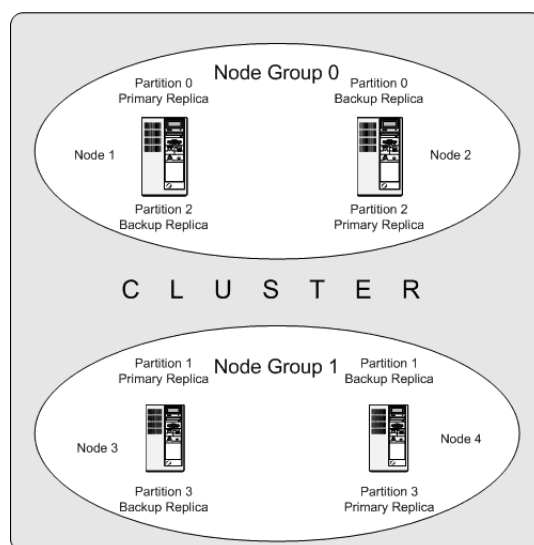 Node Group 0
Partition 0
Primary Replica
Partition 0
Backup Replica
Node 1
Node 2
Partition 2
Backup Replica
Partition 2
Primary Replica
C L U S T E R
Node Group 1
Partition 1
Primary Replica
Partition 1
Backup Replica
Node 3
Node 4
Partition 3
Backup Replica
Partition 3
Primary Replica